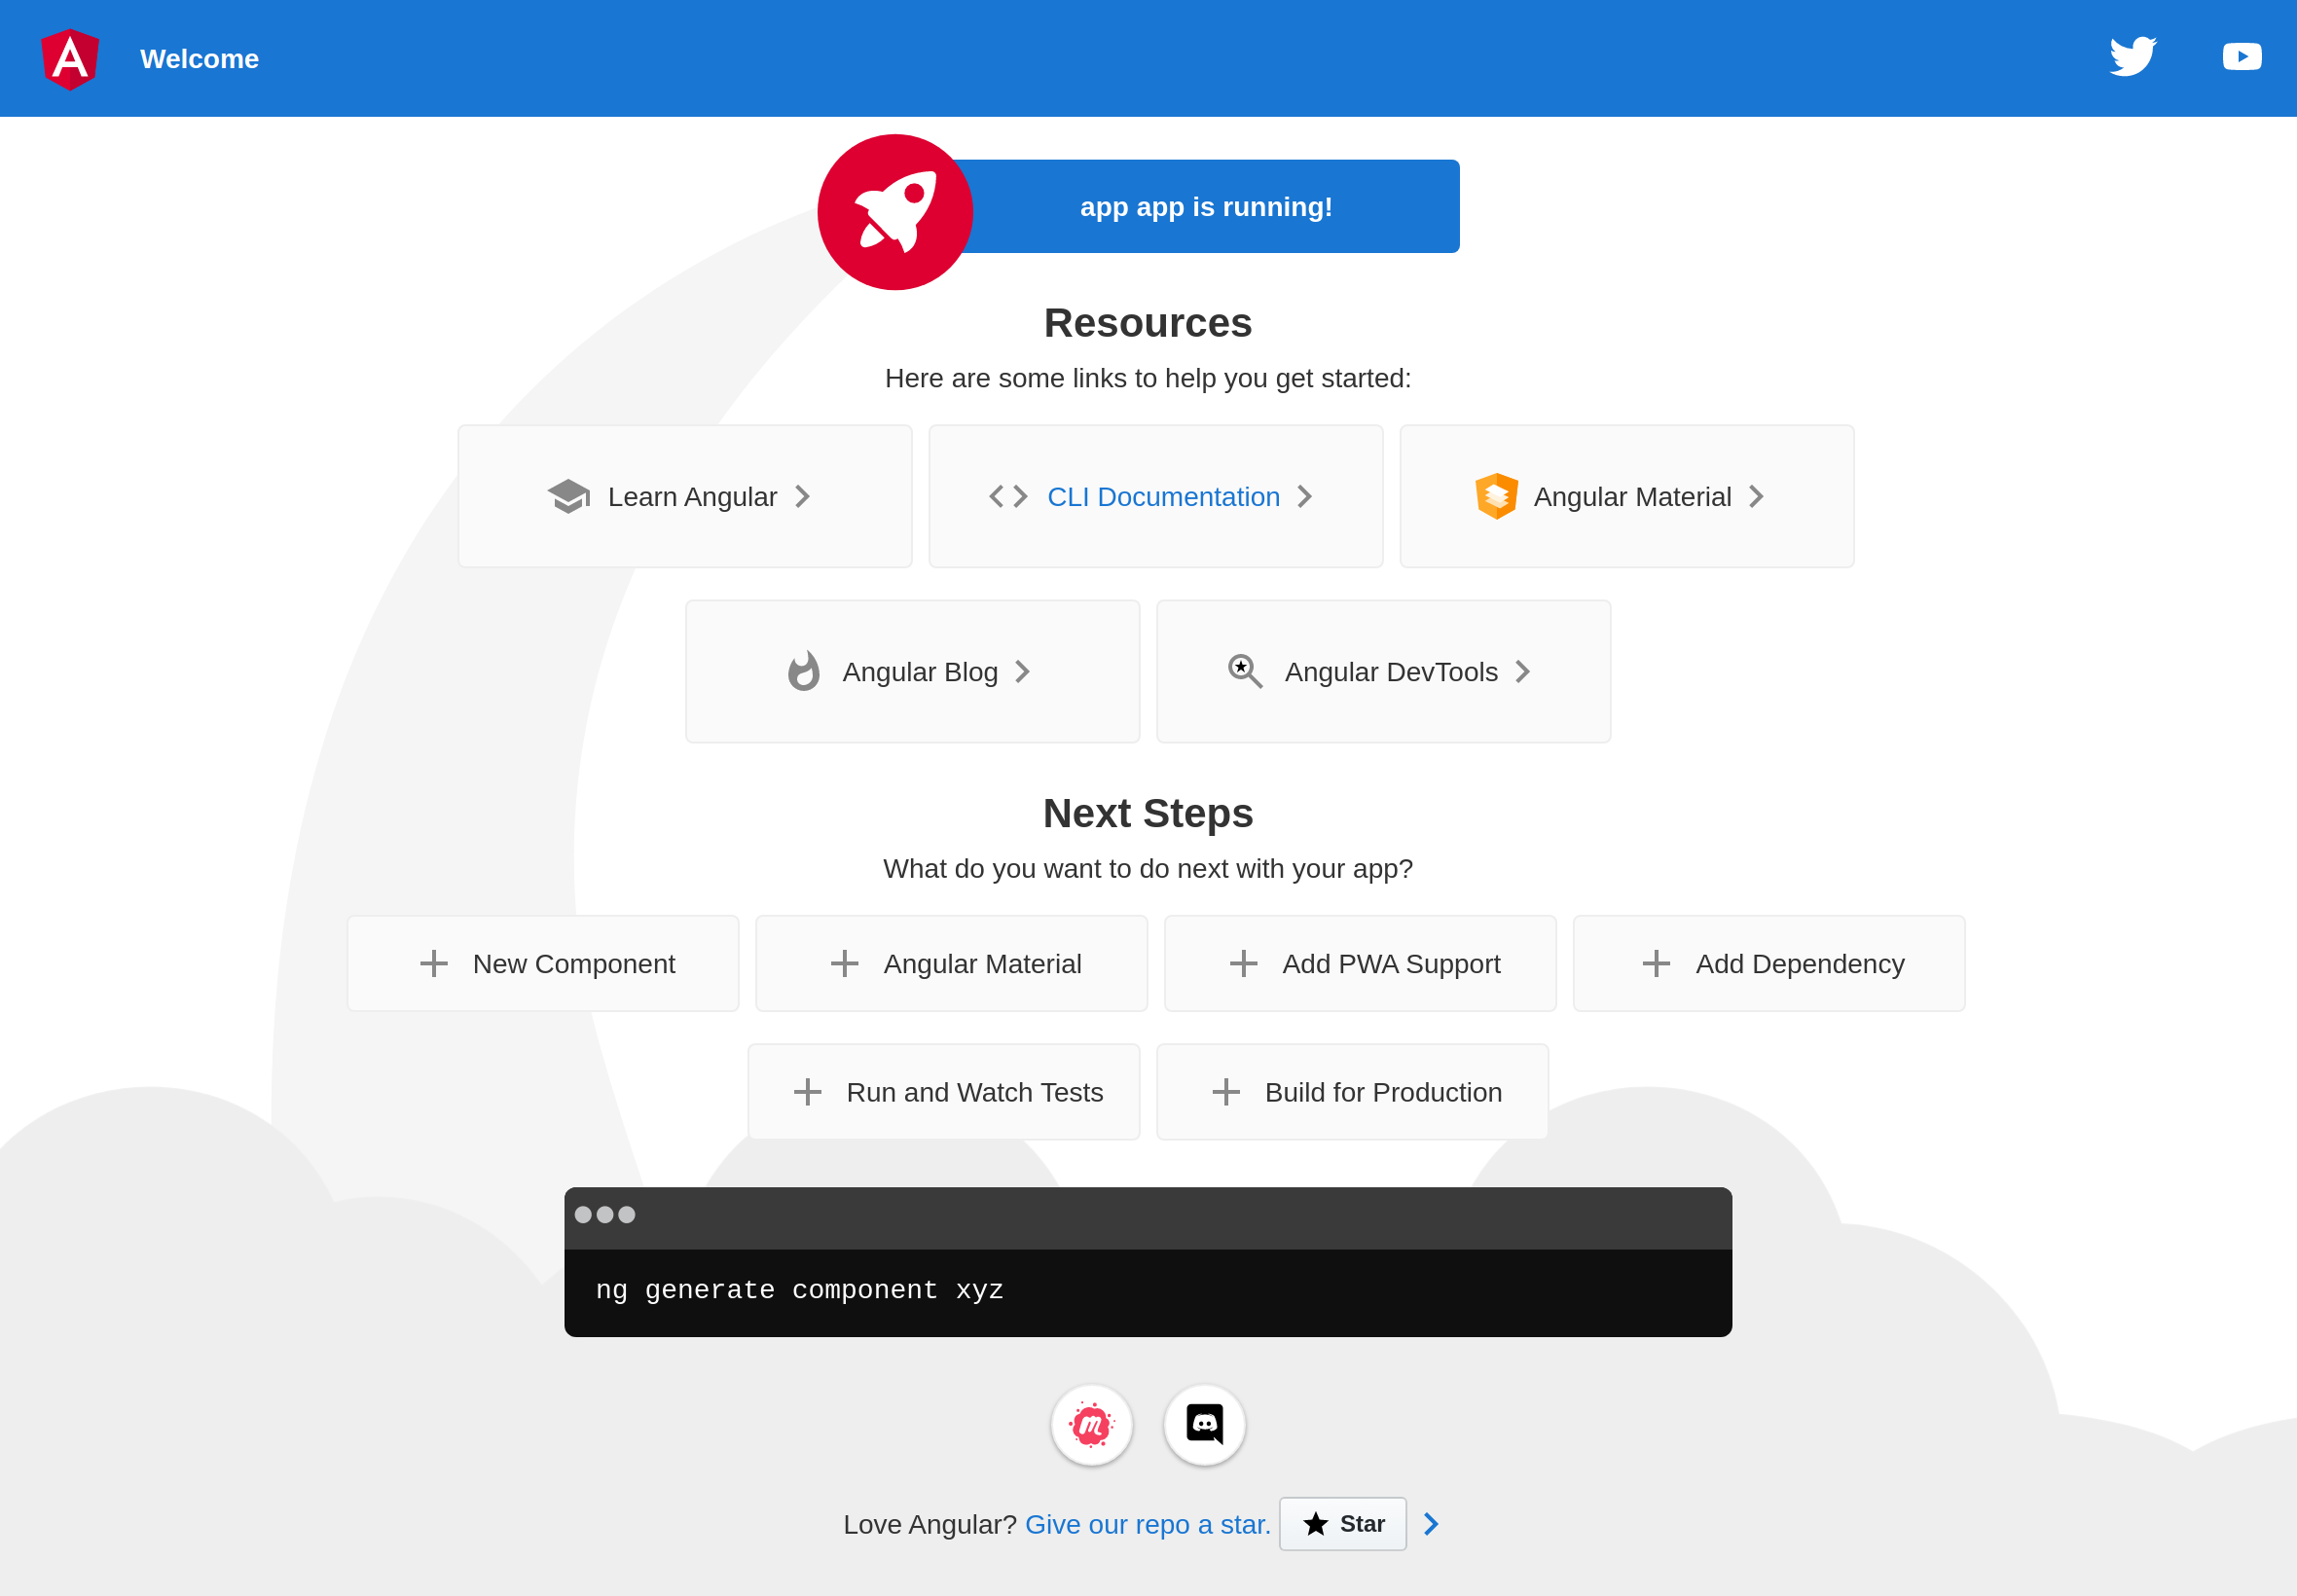 Welcome
app app is running!
Resources
Here are some links to help you get started:
Learn Angular
CLI Documentation
Angular Material
Angular Blog
Angular DevTools
Next Steps
What do you want to do next with your app?
New Component
Angular Material
Add PWA Support
Add Dependency
Run and Watch Tests
Build for Production
ng generate component xyz
Love Angular? Give our repo a star. Star